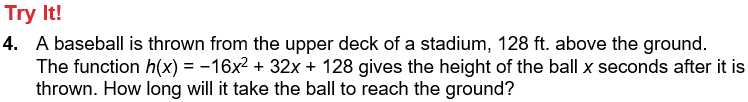 Try It!
4. A baseball is thrown from the upper deck of a stadium, 128 ft. above the ground.
The function h(x) = −16x² + 32x + 128 gives the height of the ball x seconds after it is
thrown. How long will it take the ball to reach the ground?